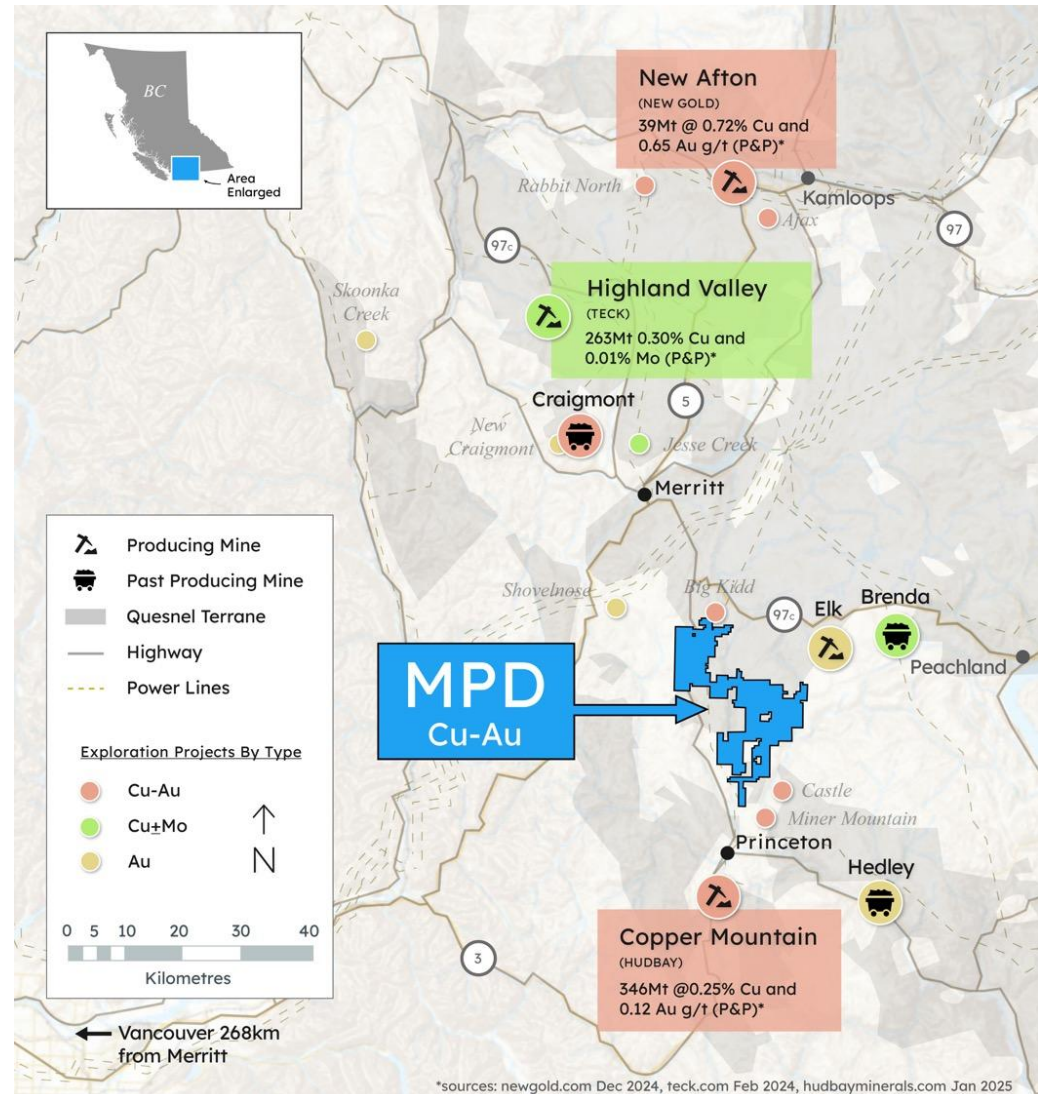 BC
Area
Enlarged
New Afton
(NEW GOLD)
39Mt @ 0.72% Cu and
0.65 Au g/t (P&P)*
Rabbit North
Kamloops
Ajax
97
97c
Highland Valley
(TECK)
263Mt 0.30% Cu and
0.01% Mo (P&P)*
Skoonka
Creek
5
Craigmont
New
Craigmont
Jesse Creek
Merritt
Producing Mine
Past Producing Mine
Quesnel Terrane
Highway
Power Lines
Exploration Projects By Type
Cu-Au
Cu±Mo
Au
N
0 5 10 20 30 40
Kilometres
Vancouver 268km
from Merritt
Shovelnose
Big Kidd
97c
Elk
Brenda
Peachland
MPD
Cu-Au
Castle
Miner Mountain
Princeton
Hedley
3
Copper Mountain
(HUDBAY)
346Mt @0.25% Cu and
0.12 Au g/t (P&P)*
*sources: newgold.com Dec 2024, teck.com Feb 2024, hudbayminerals.com Jan 2025